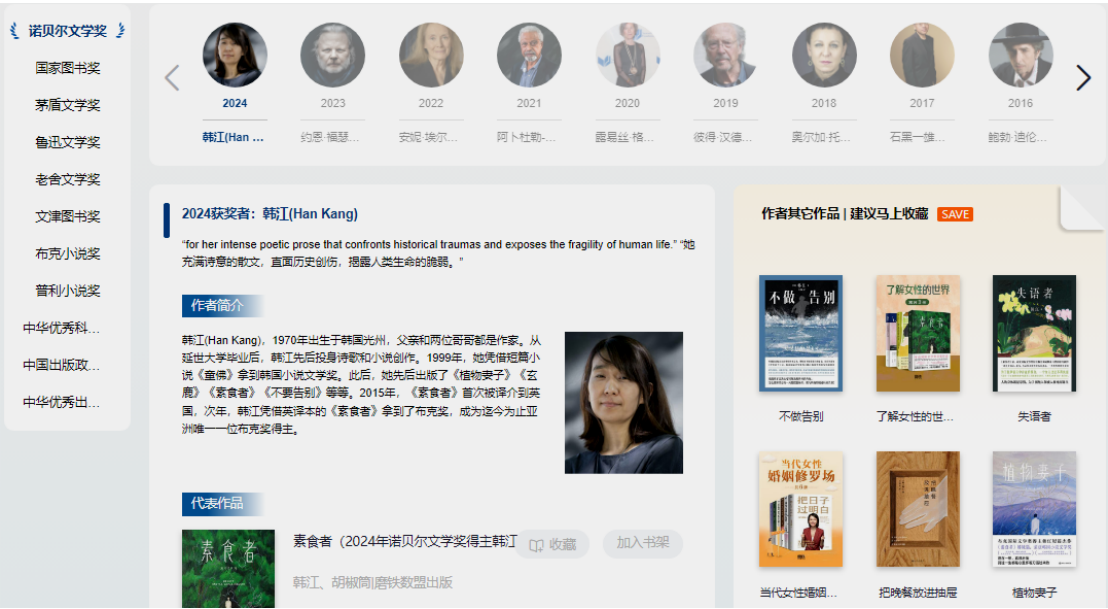 诺贝尔文学奖
国家图书奖
茅盾文学奖
鲁迅文学奖
老舍文学奖
文津图书奖
布克小说奖
普利小说奖
中华优秀科...
中国出版政...
中华优秀出...
2024
2023
2022
2021
2020
2019
2018
2017
2016
韩江(Han ...
约恩·福瑟...
安妮·埃尔...
阿卜杜勒-...
露易丝·格...
彼得·汉德...
奥尔加·托...
石黑一雄...
鲍勃·迪伦...
2024获奖者：韩江(Han Kang)
“for her intense poetic prose that confronts historical traumas and exposes the fragility of human life.” “她
充满诗意的散文，直面历史创伤，揭露人类生命的脆弱。”
作者简介
韩江(Han Kang)，1970年出生于韩国光州，父亲和两位哥哥都是作家。从
延世大学毕业后，韩江先后投身诗歌和小说创作。1999年，她凭借短篇小
说《童佛》拿到韩国小说文学奖。此后，她先后出版了《植物妻子》《玄
鹿》《素食者》《不要告别》等等。2015年，《素食者》首次被译介到英
国，次年，韩江凭借英译本的《素食者》拿到了布克奖，成为迄今为止亚
洲唯一一位布克奖得主。
代表作品
素食者
素食者（2024年诺贝尔文学奖得主韩江
收藏
加入书架
韩江、胡椒筒|磨铁数盟出版
作者其它作品 | 建议马上收藏 SAVE
不做告别
了解女性的世界
失语者
不做告别
了解女性的世...
失语者
当代女性
婚姻修罗场
把日子
过明白
植物妻子
当代女性婚姻...
把晚餐放进抽屉
植物妻子